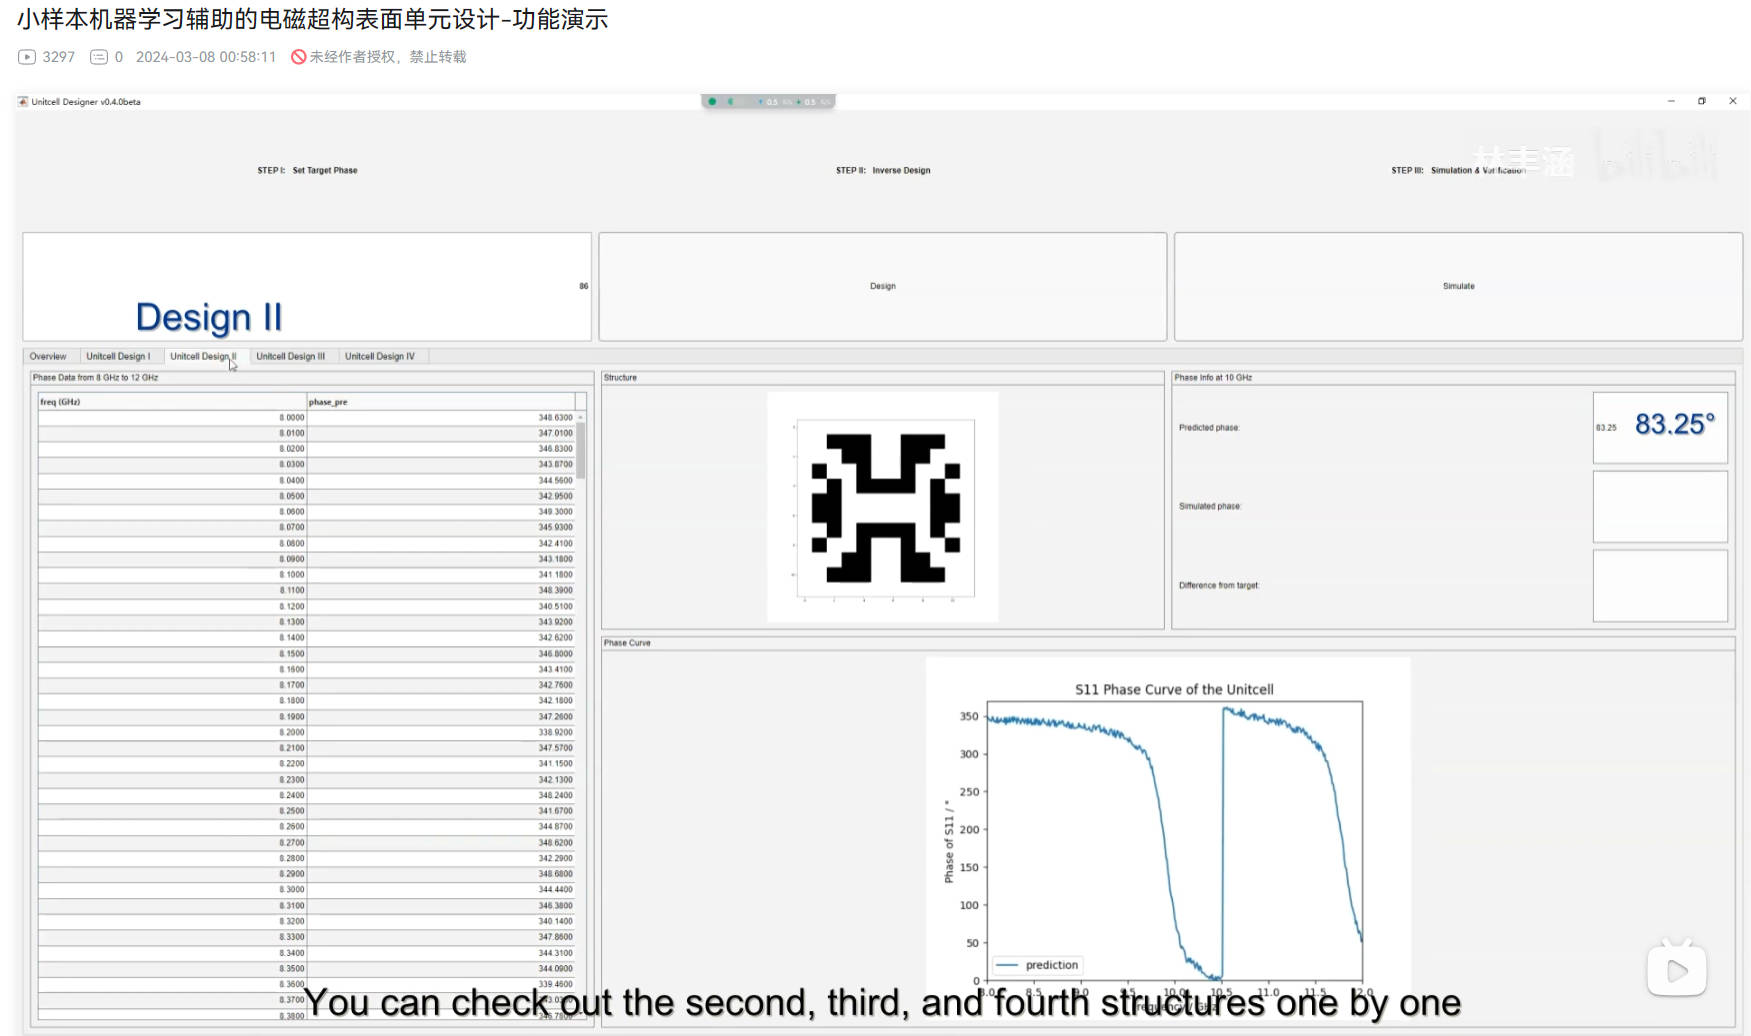 小样本机器学习辅助的电磁超构表面单元设计-功能演示
3297 0 2024-03-08 00:58:11 未经作者授权，禁止转载
Unitcell Designer v0.4.0beta
0.5 0.5
林丰涵 bilibili
STEP I: Set Target Phase
STEP II: Inverse Design
STEP III: Simulation & Verification
86
Design
Simulate
Design II
Overview
Unitcell Design I
Unitcell Design II
Unitcell Design III
Unitcell Design IV
Phase Data from 8 GHz to 12 GHz
freq (GHz) phase_pre
8.0000 348.6300
8.0100 347.0100
8.0200 346.8300
8.0300 343.8700
8.0400 344.5600
8.0500 342.9500
8.0600 349.3000
8.0700 345.9300
8.0800 342.4100
8.0900 343.1800
8.1000 341.1800
8.1100 348.3900
8.1200 340.5100
8.1300 343.9200
8.1400 342.6200
8.1500 346.8000
8.1600 343.4100
8.1700 342.7600
8.1800 342.1800
8.1900 347.2600
8.2000 338.9200
8.2100 347.5700
8.2200 341.1500
8.2300 342.1300
8.2400 348.2400
8.2500 341.6700
8.2600 344.8700
8.2700 348.6200
8.2800 342.2900
8.2900 348.6800
8.3000 344.4400
8.3100 346.3800
8.3200 340.1400
8.3300 347.8600
8.3400 344.3100
8.3500 344.0900
8.3600 339.4600
8.3700
8.3800
Structure
Phase Info at 10 GHz
Predicted phase:
83.25
83.25°
Simulated phase:
Difference from target:
Phase Curve
S11 Phase Curve of the Unitcell
Phase of S11 / °
350
300
250
200
150
100
50
0
prediction
8.0 8.5 9.0 9.5 10.0 10.5 11.0 11.5 12.0
You can check out the second, third, and fourth structures one by one